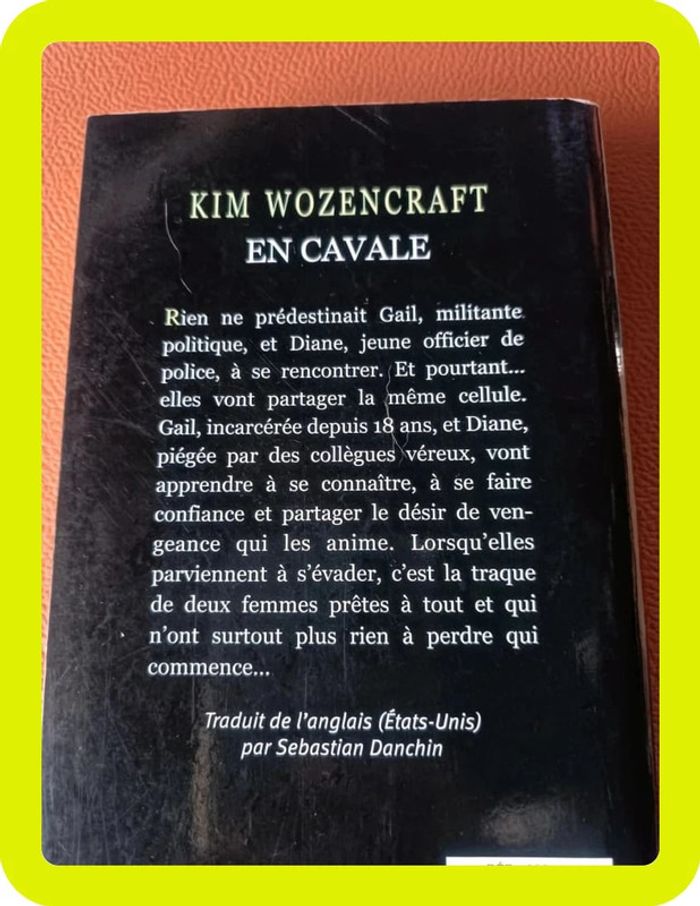 KIM WOZENCRAFT
EN CAVALE
Rien ne prédestinait Gail, militante
politique, et Diane, jeune officier de
police, à se rencontrer. Et pourtant...
elles vont partager la même cellule.
Gail, incarcérée depuis 18 ans, et Diane,
piégée par des collègues véreux, vont
apprendre à se connaître, à se faire
confiance et partager le désir de ven-
geance qui les anime. Lorsqu'elles
parviennent à s'évader, c'est la traque
de deux femmes prêtes à tout et qui
n'ont surtout plus rien à perdre qui
commence...
Traduit de l'anglais (États-Unis)
par Sebastian Danchin